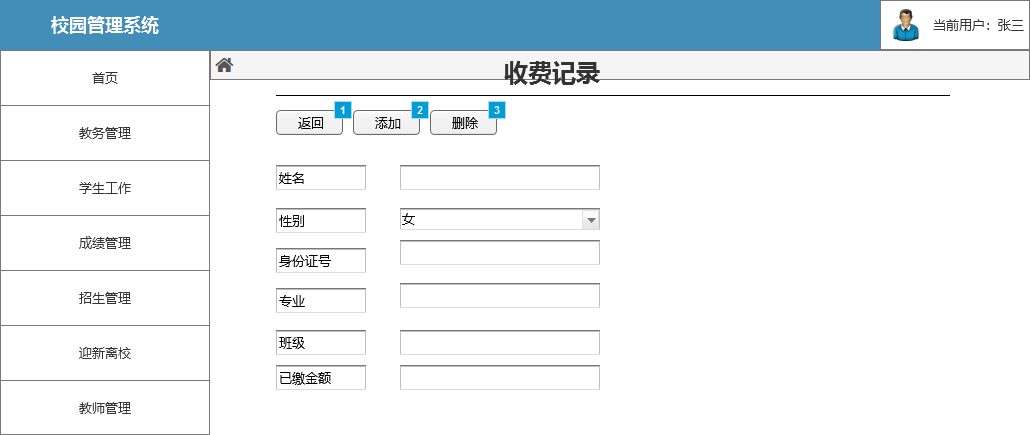 校园管理系统
当前用户：张三
首页
教务管理
学生工作
成绩管理
招生管理
迎新离校
教师管理
收费记录
返回 1 添加 2 删除 3
姓名
性别 女
身份证号
专业
班级
已缴金额